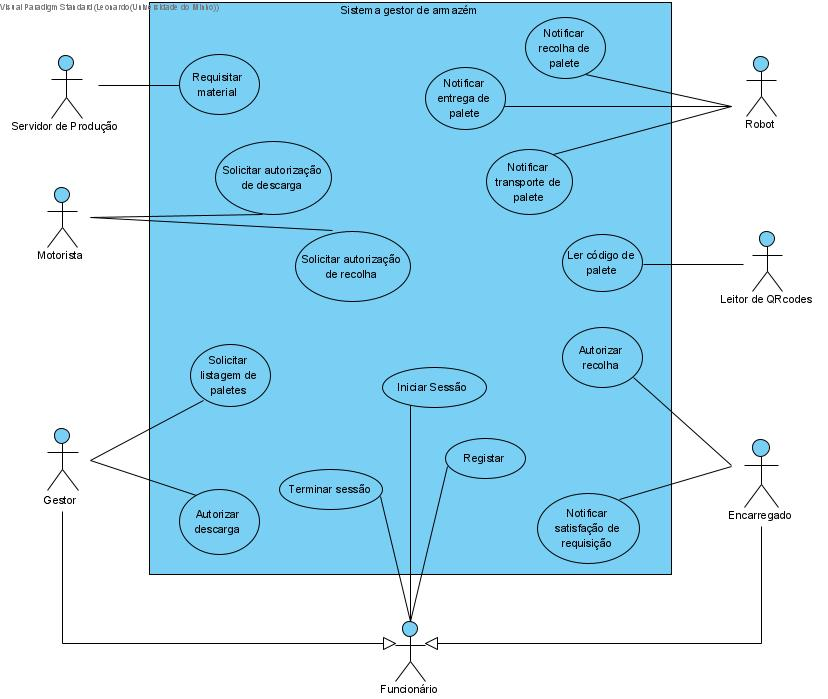 Visual Paradigm Standard(Leonardo(Universidade do Minho))
Sistema gestor de armazém
Notificar
recolha de
palete
Requisitar
material
Notificar
entrega de
palete
Servidor de Produção
Robot
Solicitar autorização
de descarga
Notificar
transporte de
palete
Motorista
Solicitar autorização
de recolha
Ler código de
palete
Leitor de QRcodes
Solicitar
listagem de
paletes
Autorizar
recolha
Iniciar Sessão
Registar
Terminar sessão
Gestor
Autorizar
descarga
Notificar
satisfação de
requisição
Encarregado
Funcionário